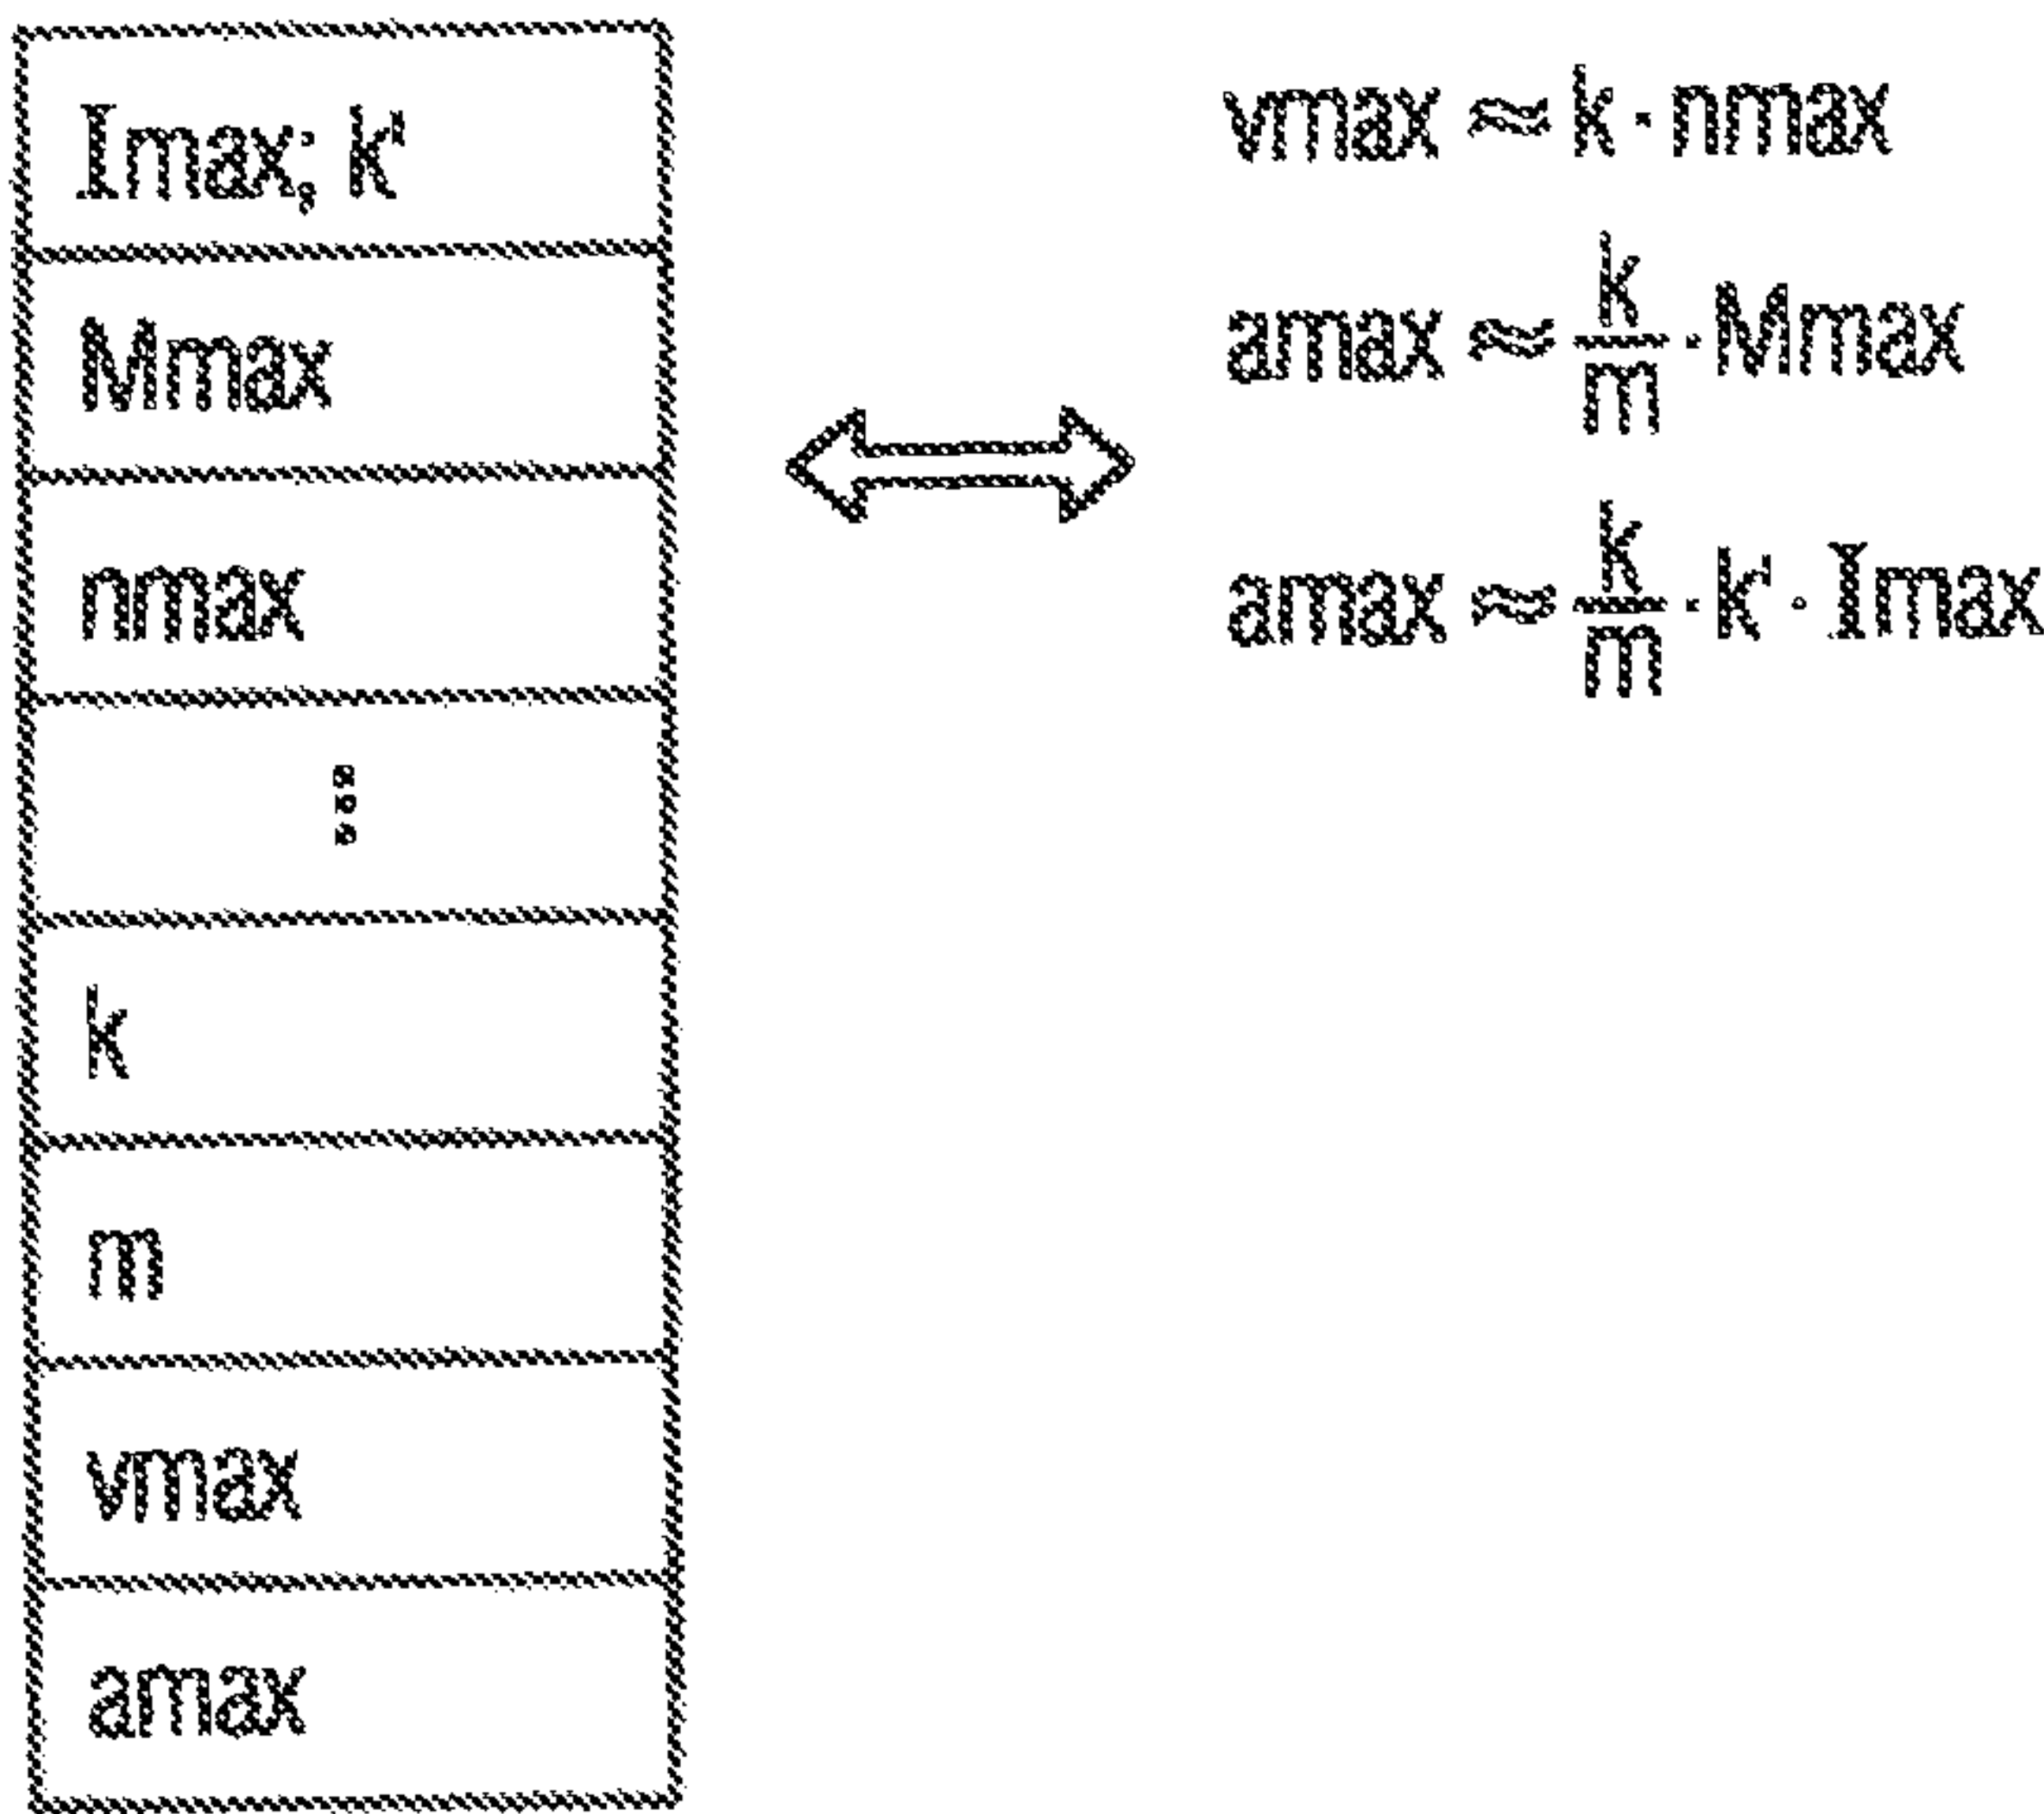 Imax; k'
Mmax
nmax
⋮
k
m
vmax
amax
vmax ≈ k · nmax
amax ≈ k/m · Mmax
amax ≈ k/m · k' · Imax